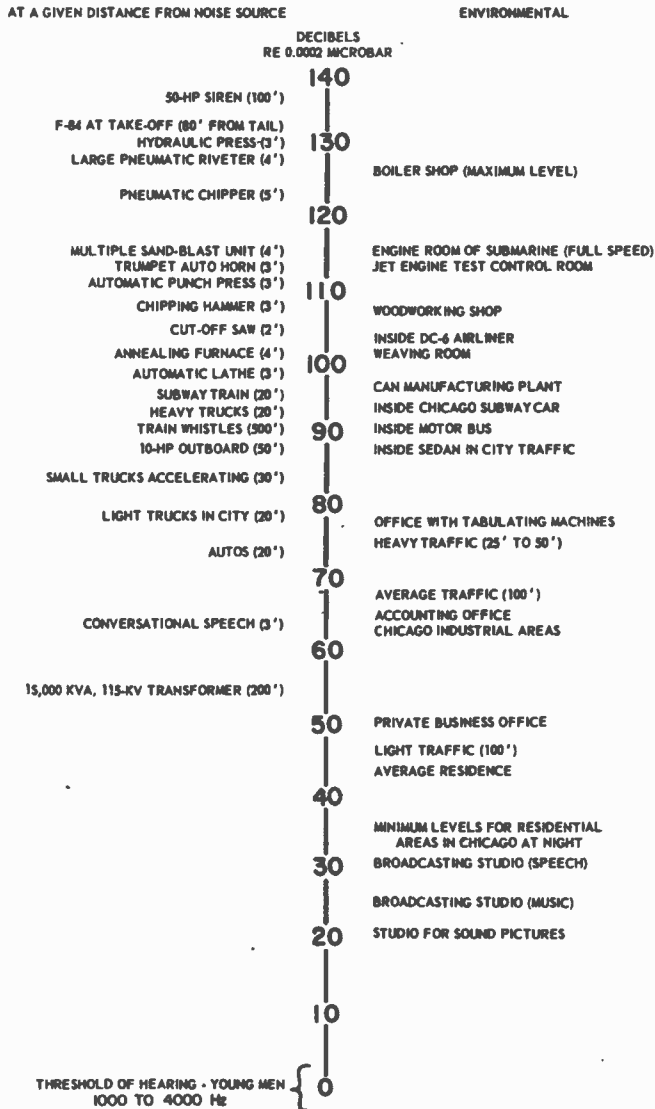 AT A GIVEN DISTANCE FROM NOISE SOURCE
ENVIRONMENTAL
DECIBELS
RE 0.0002 MICROBAR
140
50-HP SIREN (100')
F-84 AT TAKE-OFF (80' FROM TAIL)
HYDRAULIC PRESS (3')
130
LARGE PNEUMATIC RIVETER (4')
BOILER SHOP (MAXIMUM LEVEL)
PNEUMATIC CHIPPER (5')
120
MULTIPLE SAND-BLAST UNIT (4')
ENGINE ROOM OF SUBMARINE (FULL SPEED)
TRUMPET AUTO HORN (3')
JET ENGINE TEST CONTROL ROOM
AUTOMATIC PUNCH PRESS (3')
110
CHIPPING HAMMER (3')
WOODWORKING SHOP
CUT-OFF SAW (2')
INSIDE DC-6 AIRLINER
ANNEALING FURNACE (4')
WEAVING ROOM
100
AUTOMATIC LATHE (3')
SUBWAY TRAIN (20')
CAN MANUFACTURING PLANT
HEAVY TRUCKS (20')
INSIDE CHICAGO SUBWAY CAR
TRAIN WHISTLES (500')
90
INSIDE MOTOR BUS
10-HP OUTBOARD (50')
INSIDE SEDAN IN CITY TRAFFIC
SMALL TRUCKS ACCELERATING (30')
80
LIGHT TRUCKS IN CITY (20')
OFFICE WITH TABULATING MACHINES
HEAVY TRAFFIC (25' TO 50')
AUTOS (20')
70
AVERAGE TRAFFIC (100')
CONVERSATIONAL SPEECH (3')
ACCOUNTING OFFICE
CHICAGO INDUSTRIAL AREAS
60
15,000 KVA, 115-KV TRANSFORMER (200')
50
PRIVATE BUSINESS OFFICE
LIGHT TRAFFIC (100')
AVERAGE RESIDENCE
40
MINIMUM LEVELS FOR RESIDENTIAL
AREAS IN CHICAGO AT NIGHT
30
BROADCASTING STUDIO (SPEECH)
BROADCASTING STUDIO (MUSIC)
20
STUDIO FOR SOUND PICTURES
10
THRESHOLD OF HEARING - YOUNG MEN
1000 TO 4000 Hz
0